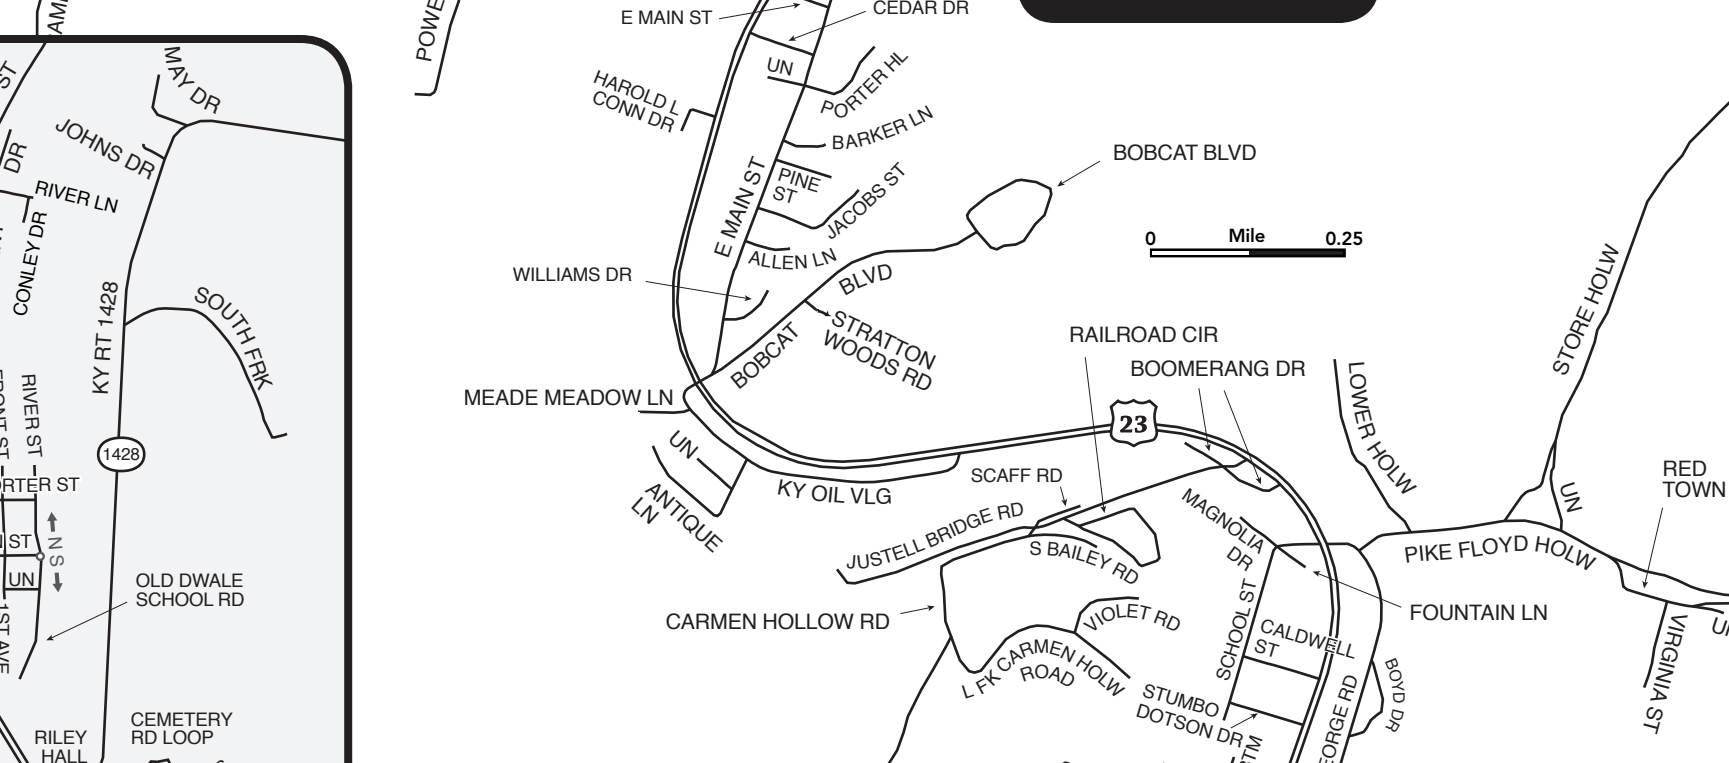 E MAIN ST
CEDAR DR
ST
MAY DR
UN
PORTER HL
HAROLD L
CONN DR
BARKER LN
JOHNS DR
DR
BOBCAT BLVD
PINE
ST
JACOBS ST
RIVER LN
E MAIN ST
CONLEY DR
0 Mile 0.25
ALLEN LN
WILLIAMS DR
BLVD
SOUTH FRK
KY RT 1428
STRATTON
WOODS RD
BOBCAT
RAILROAD CIR
BOOMERANG DR
STORE HOLW
LOWER HOLW
RIVER ST
MEADE MEADOW LN
23
UN
1428
SCAFF RD
KY OIL VLG
ANTIQUE
LN
UN
RED
TOWN
JUSTELL BRIDGE RD
MAGNOLIA
DR
N S
ST
UN
S BAILEY RD
PIKE FLOYD HOLW
OLD DWALE
SCHOOL RD
1ST AVE
CARMEN HOLLOW RD
VIOLET RD
FOUNTAIN LN
SCHOOL ST
CALDWELL
ST
VIRGINIA ST
L FK CARMEN HOLW
ROAD
BOYD DR
STUMBO
DOTSON DR
CEMETERY
RD LOOP
RILEY
HALL